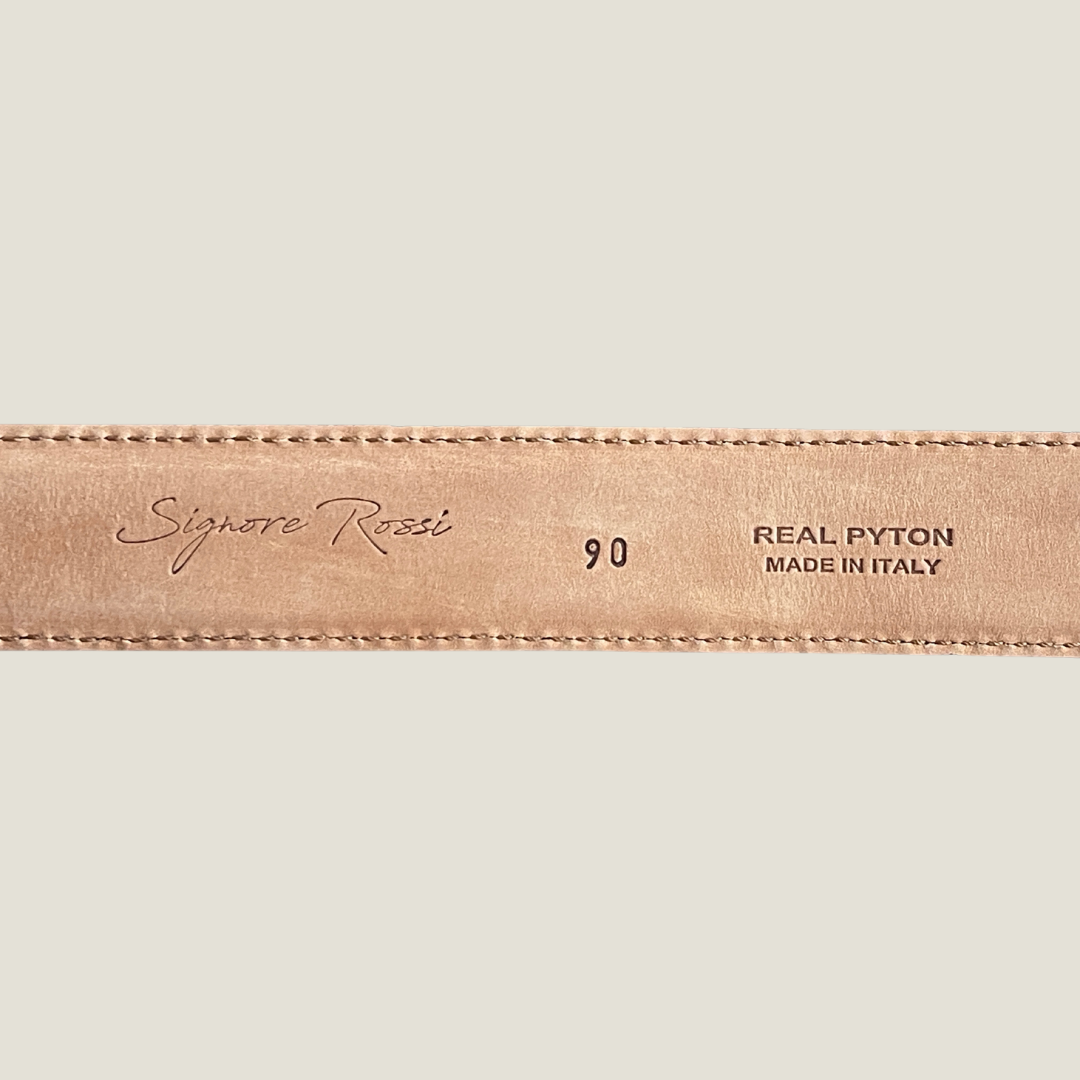 Signore Rossi
90
REAL PYTON
MADE IN ITALY